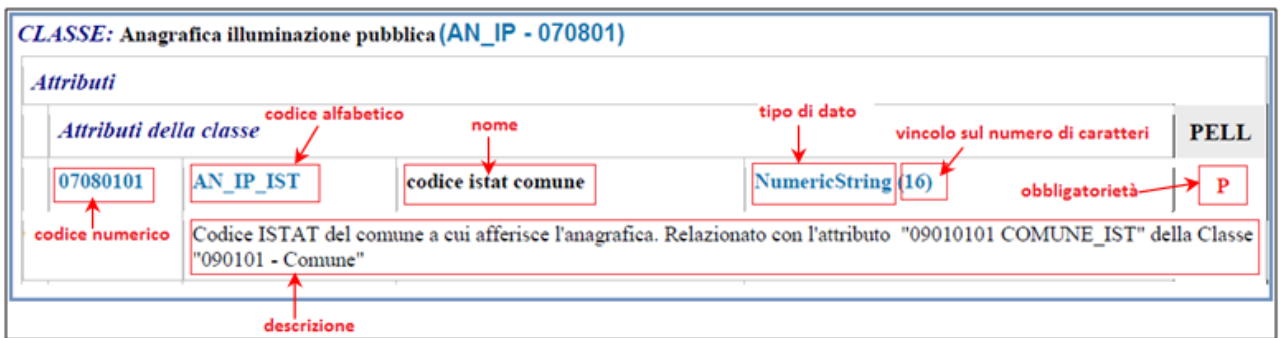 CLASSE: Anagrafica illuminazione pubblica (AN_IP - 070801)
Attributi
codice alfabetico
nome
tipo di dato
vincolo sul numero di caratteri
Attributi della classe
PELL
07080101
AN_IP_IST
codice istat comune
NumericString (16)
obbligatorietà
P
codice numerico
Codice ISTAT del comune a cui afferisce l'anagrafica. Relazionato con l'attributo "09010101 COMUNE_IST" della Classe
"090101 - Comune"
descrizione